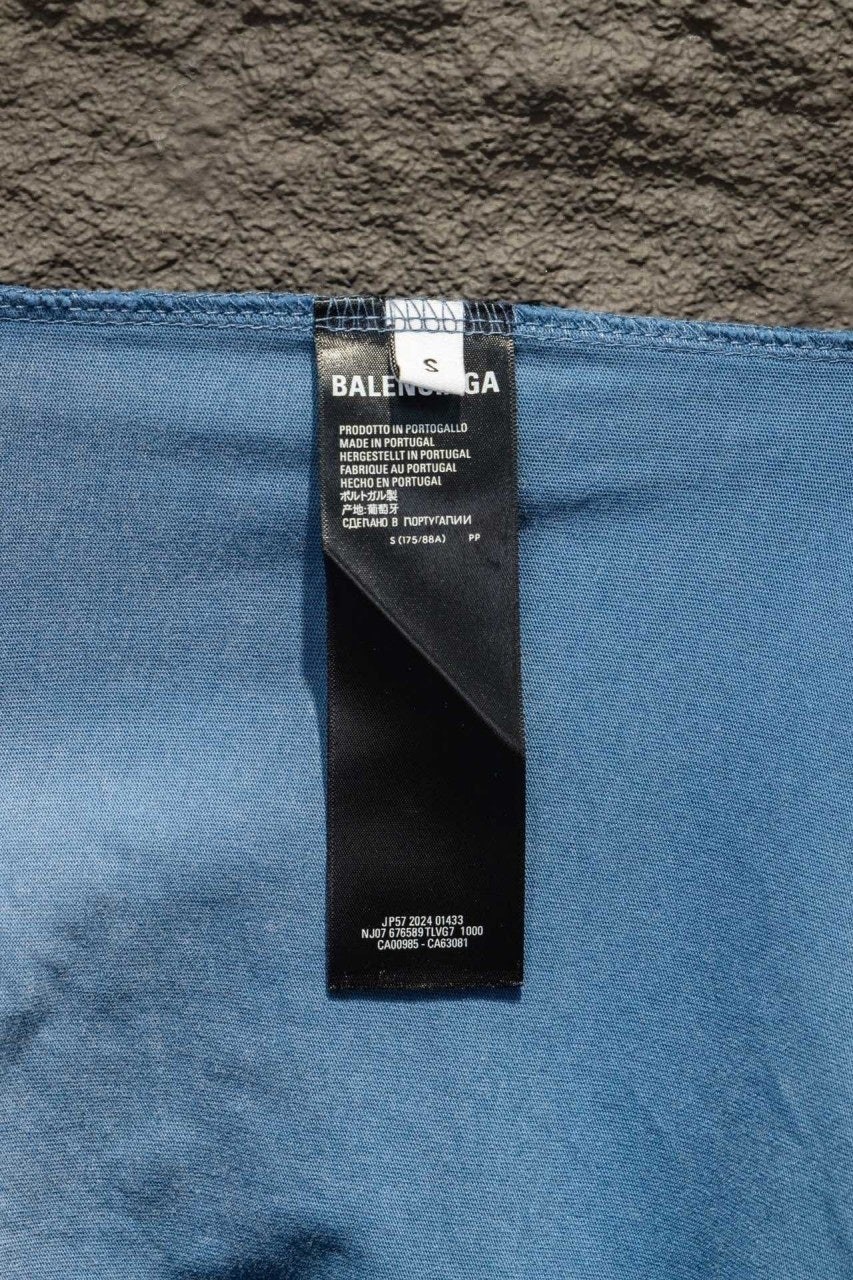 S
BALENCIAGA
PRODOTTO IN PORTOGALLO
MADE IN PORTUGAL
HERGESTELLT IN PORTUGAL
FABRIQUE AU PORTUGAL
HECHO EN PORTUGAL
ポルトガル製
产地:葡萄牙
СДЕЛАНО В ПОРТУГАЛИИ
S (175/88A) PP
JP57 2024 01433
NJ07 676589 TLVG7 1000
CA00985 - CA63081